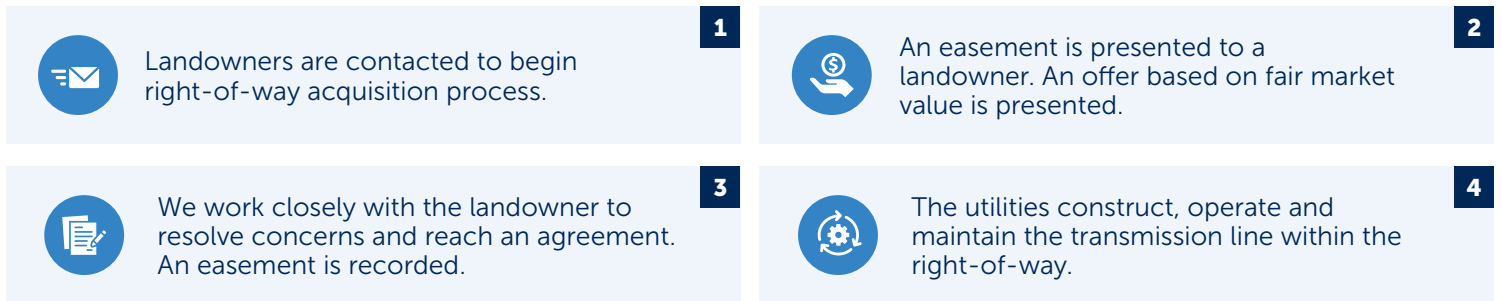 1
Landowners are contacted to begin
right-of-way acquisition process.
2
An easement is presented to a
landowner. An offer based on fair market
value is presented.
3
We work closely with the landowner to
resolve concerns and reach an agreement.
An easement is recorded.
4
The utilities construct, operate and
maintain the transmission line within the
right-of-way.